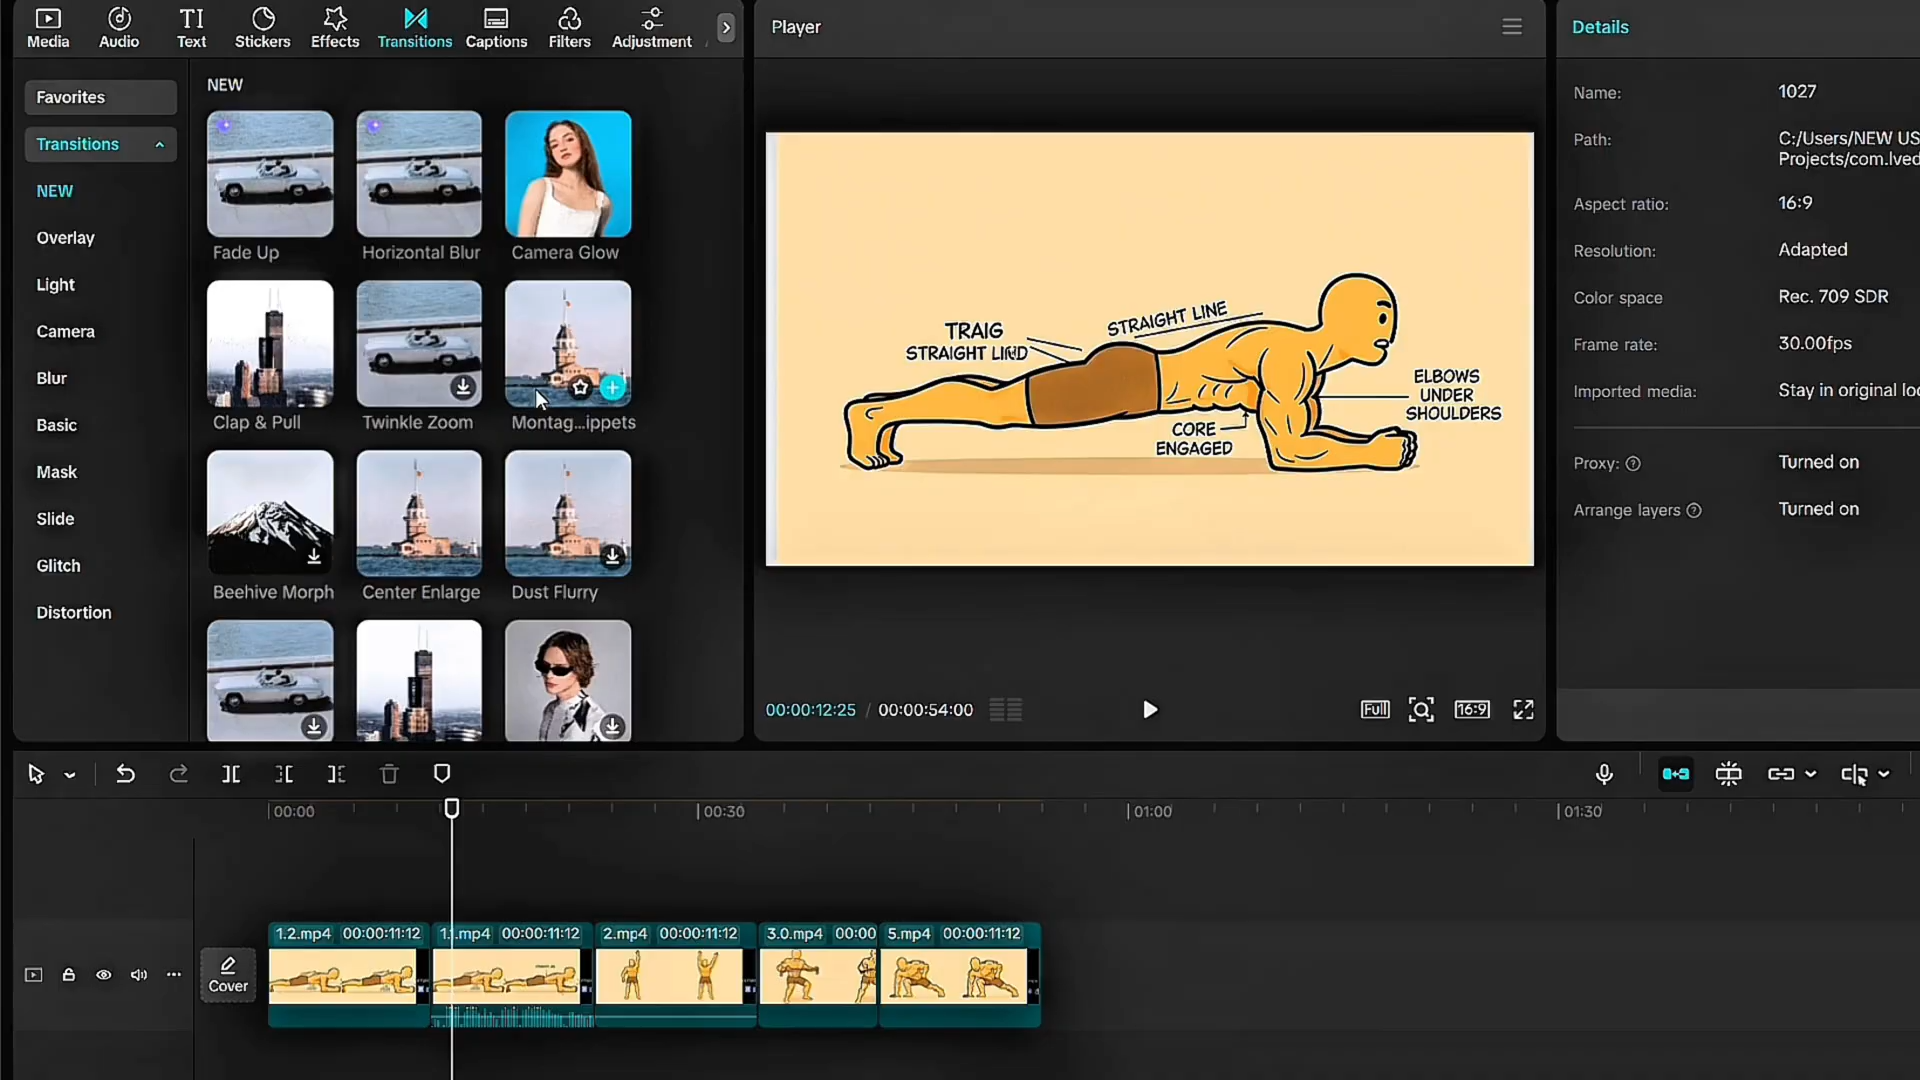 Media
Audio
TI
Text
Stickers
Effects
Transitions
Captions
Filters
Adjustment
Favorites
Transitions
NEW
Overlay
Light
Camera
Blur
Basic
Mask
Slide
Glitch
Distortion
NEW
Fade Up
Horizontal Blur
Camera Glow
Clap & Pull
Twinkle Zoom
Montag...ippets
Beehive Morph
Center Enlarge
Dust Flurry
Player
TRAIG
STRAIGHT LINE
STRAIGHT
ELBOWS
UNDER
SHOULDERS
CORE
ENGAGED
00:00:12:25 / 00:00:54:00
Full
16:9
Details
Name: 1027
Path: C:/Users/NEW US
Projects/com.lved
Aspect ratio: 16:9
Resolution: Adapted
Color space Rec. 709 SDR
Frame rate: 30.00fps
Imported media: Stay in original loc
Proxy: ? Turned on
Arrange layers ? Turned on
00:00
00:30
01:00
01:30
Cover
1.2.mp4 00:00:11:12
1.1.mp4 00:00:11:12
2.mp4 00:00:11:12
3.0.mp4 00:00
5.mp4 00:00:11:12